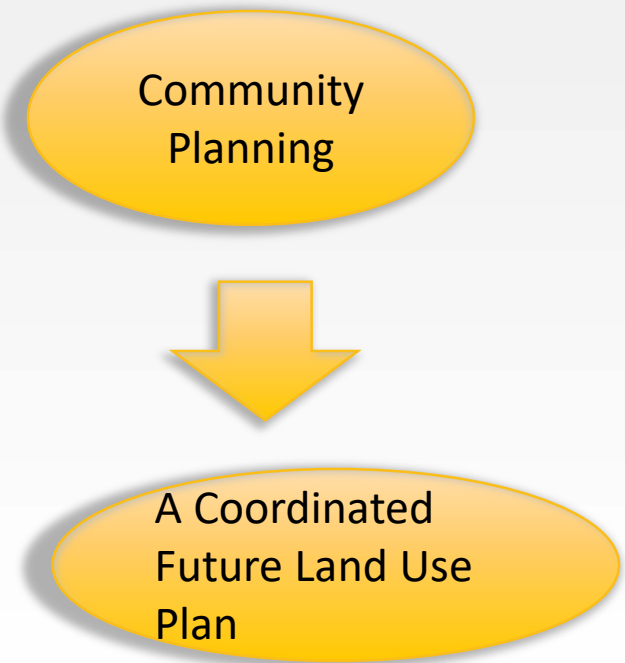 Community
Planning
A Coordinated
Future Land Use
Plan